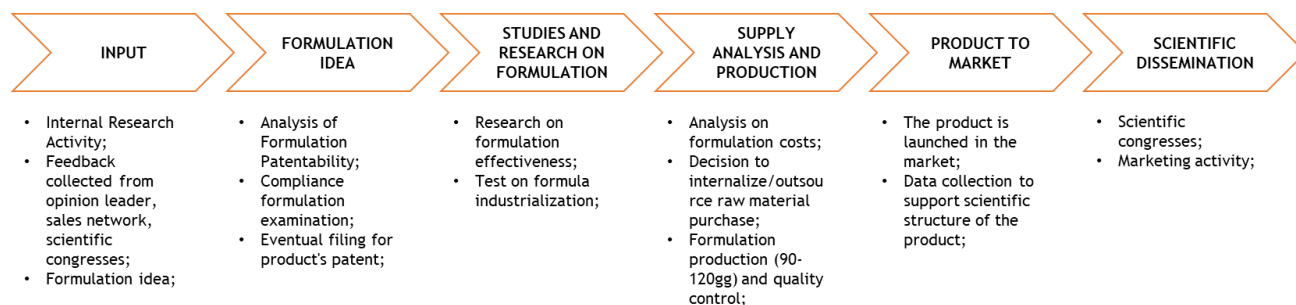 INPUT
FORMULATION
IDEA
STUDIES AND
RESEARCH ON
FORMULATION
SUPPLY
ANALYSIS AND
PRODUCTION
PRODUCT TO
MARKET
SCIENTIFIC
DISSEMINATION
• Internal Research
Activity;
• Feedback
collected from
opinion leader,
sales network,
scientific
congresses;
• Formulation idea;
• Analysis of
Formulation
Patentability;
• Compliance
formulation
examination;
• Eventual filing for
product's patent;
• Research on
formulation
effectiveness;
• Test on formula
industrialization;
• Analysis on
formulation costs;
• Decision to
internalize/outsou
rce raw material
purchase;
• Formulation
production (90-
120gg) and quality
control;
• The product is
launched in the
market;
• Data collection to
support scientific
structure of the
product;
• Scientific
congresses;
• Marketing activity;